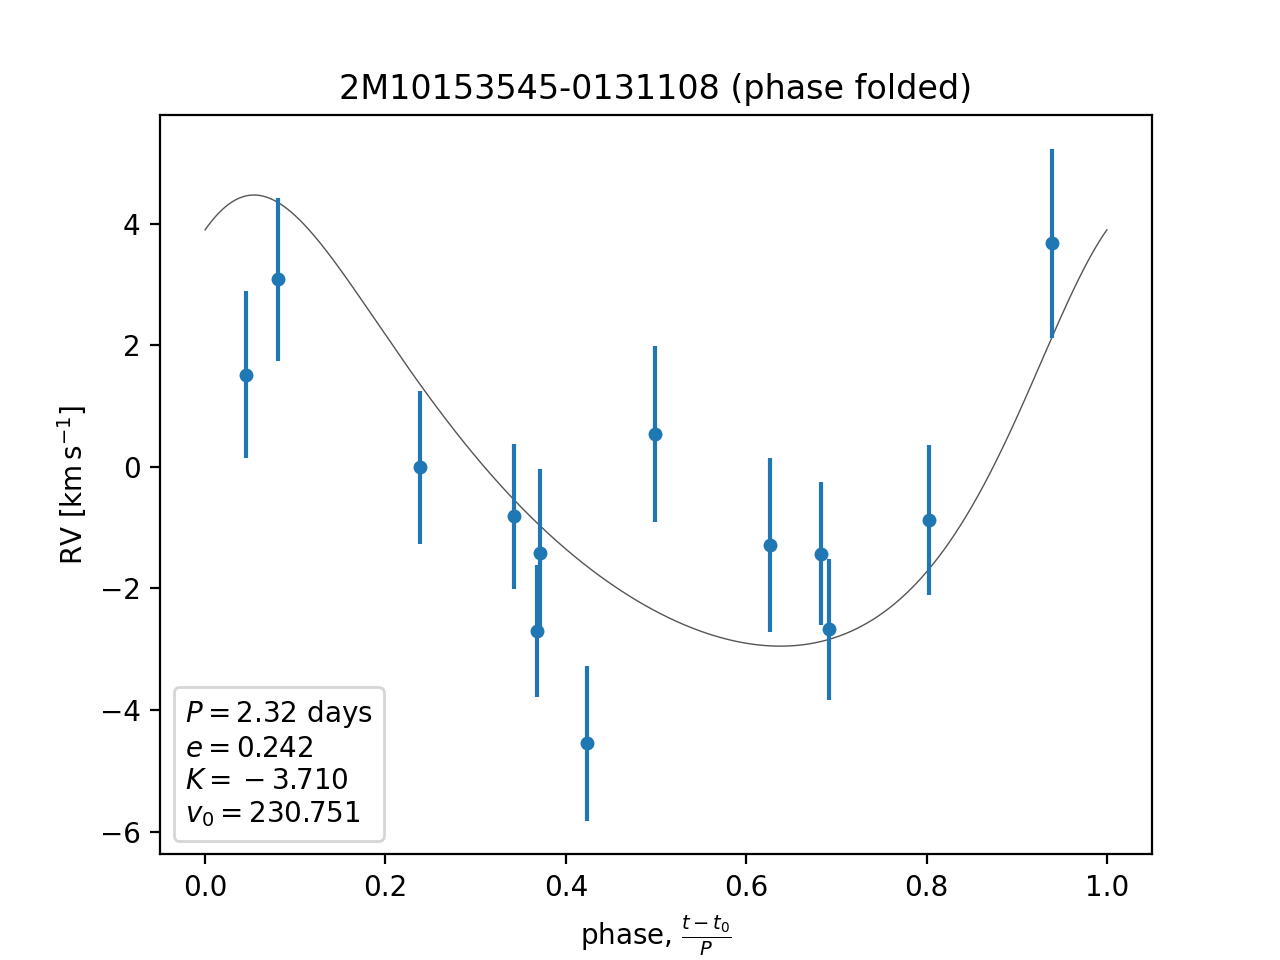 2M10153545-0131108 (phase folded)
RV [km s⁻¹]
4
2
0
−2
−4
−6
P = 2.32 days
e = 0.242
K = −3.710
v₀ = 230.751
0.0 0.2 0.4 0.6 0.8 1.0
phase, (t − t₀)/P